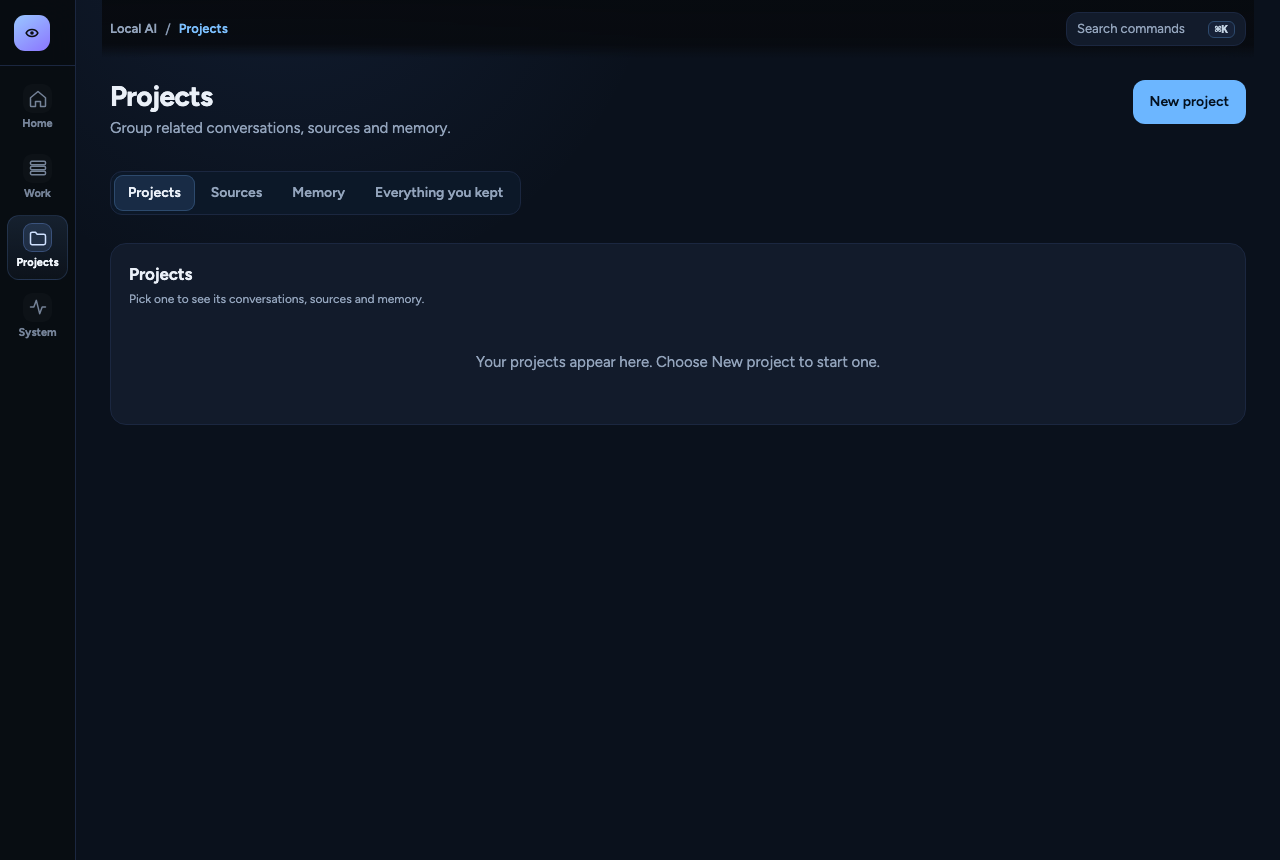 Local AI / Projects
Search commands ⌘K
Home
Work
Projects
System
Projects
Group related conversations, sources and memory.
New project
Projects Sources Memory Everything you kept
Projects
Pick one to see its conversations, sources and memory.
Your projects appear here. Choose New project to start one.